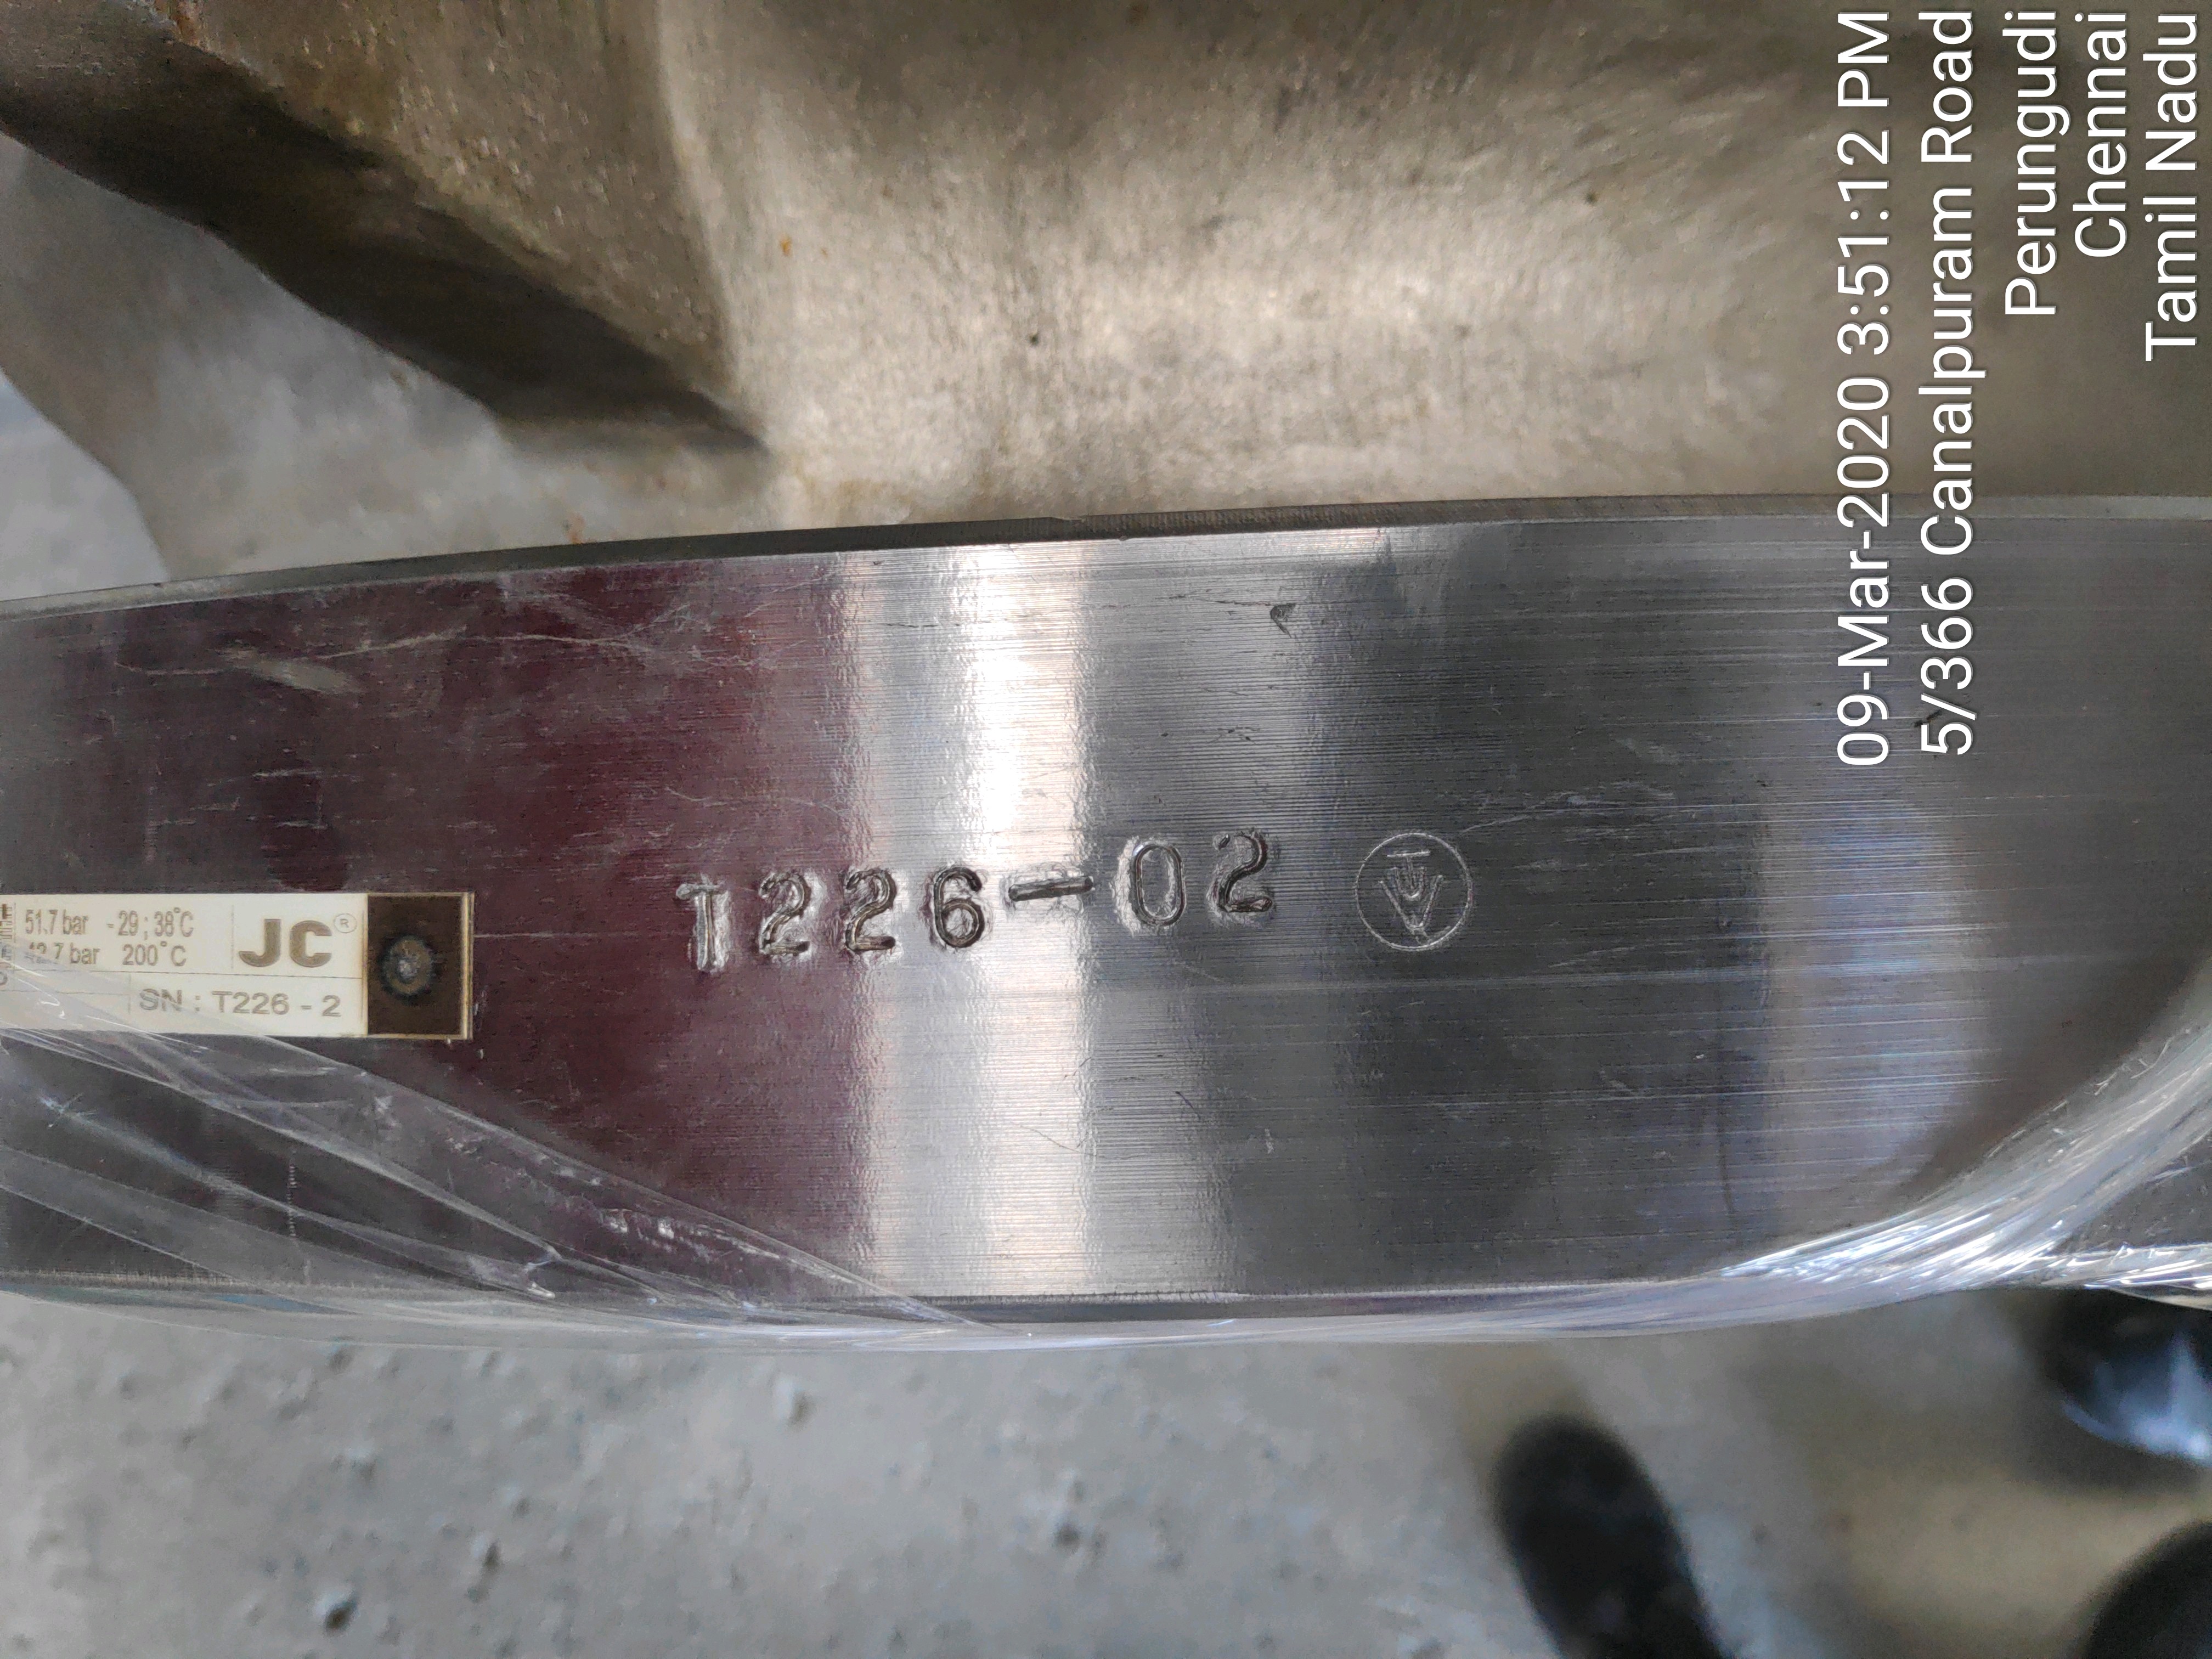 51.7 bar -29 ; 38°C
42.7 bar 200°C
JC®
SN : T226 - 2
T226-02
TÜV
09-Mar-2020 3:51:12 PM
5/366 Canalpuram Road
Perungudi
Chennai
Tamil Nadu